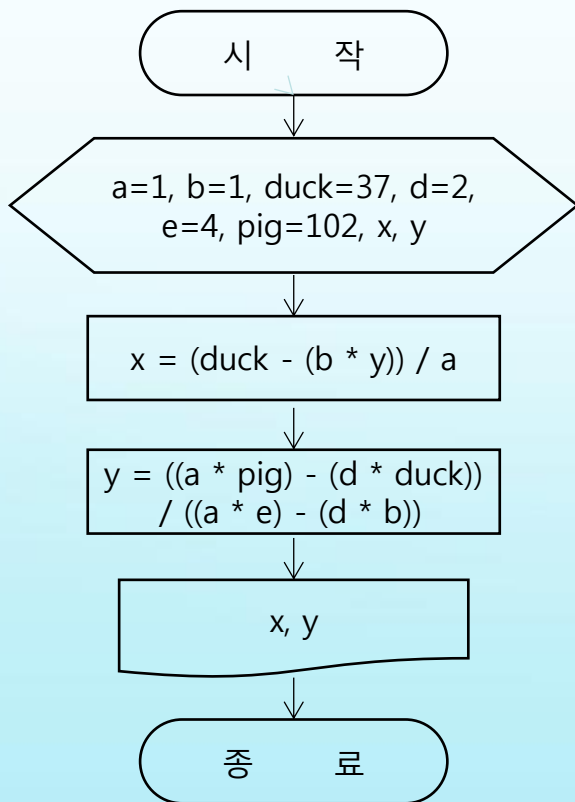 시 작
a=1, b=1, duck=37, d=2,
e=4, pig=102, x, y
x = (duck - (b * y)) / a
y = ((a * pig) - (d * duck))
/ ((a * e) - (d * b))
x, y
종 료